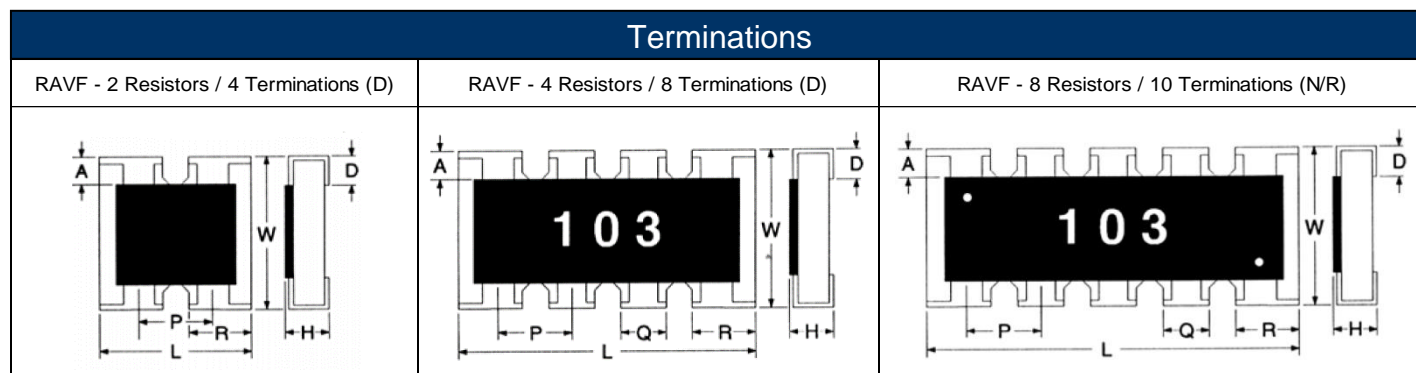 Terminations
RAVF - 2 Resistors / 4 Terminations (D)
RAVF - 4 Resistors / 8 Terminations (D)
RAVF - 8 Resistors / 10 Terminations (N/R)
A
D
W
P
R
H
L
A
D
103
W
P
Q
R
H
L
A
D
103
W
P
Q
R
H
L